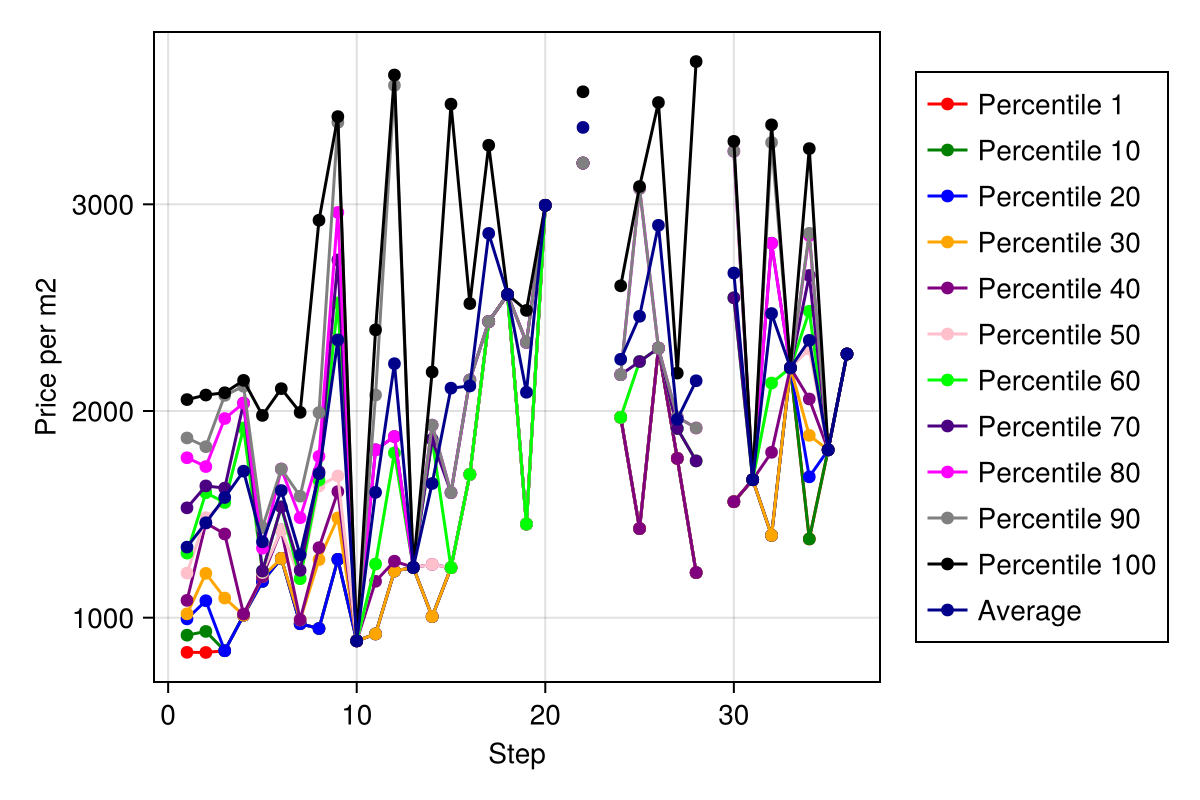 Price per m2
3000
2000
1000
0 10 20 30
Step
Percentile 1
Percentile 10
Percentile 20
Percentile 30
Percentile 40
Percentile 50
Percentile 60
Percentile 70
Percentile 80
Percentile 90
Percentile 100
Average